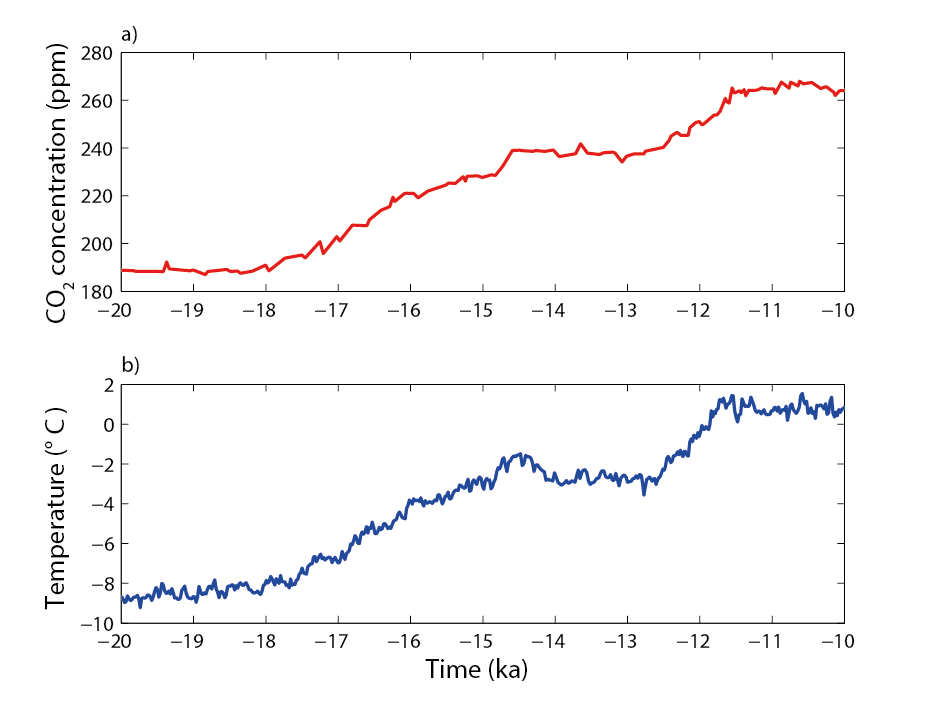 a)
280
260
240
220
200
180
CO2 concentration (ppm)
−20 −19 −18 −17 −16 −15 −14 −13 −12 −11 −10
b)
2
0
−2
−4
−6
−8
−10
Temperature (° C )
−20 −19 −18 −17 −16 −15 −14 −13 −12 −11 −10
Time (ka)